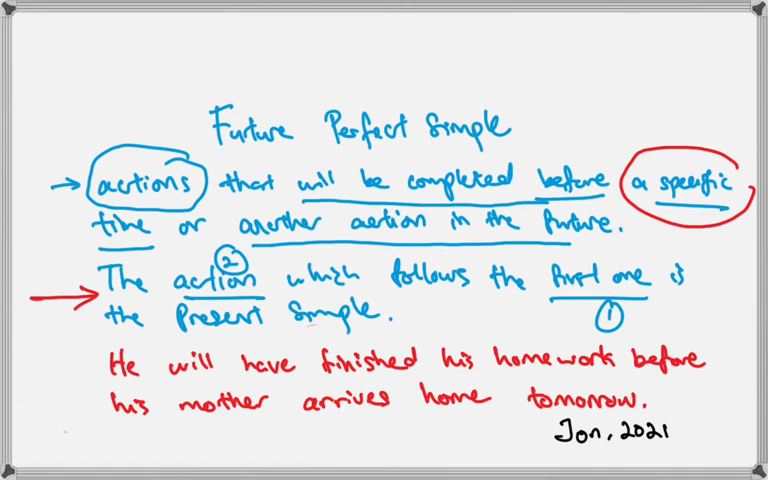 Future Perfect Simple
→ actions that will be completed before a specific
time or another action in the future.
②
→ The action which follows the first one is
①
the Present Simple.
He will have finished his homework before
his mother arrives home tomorrow.
Jon, 2021